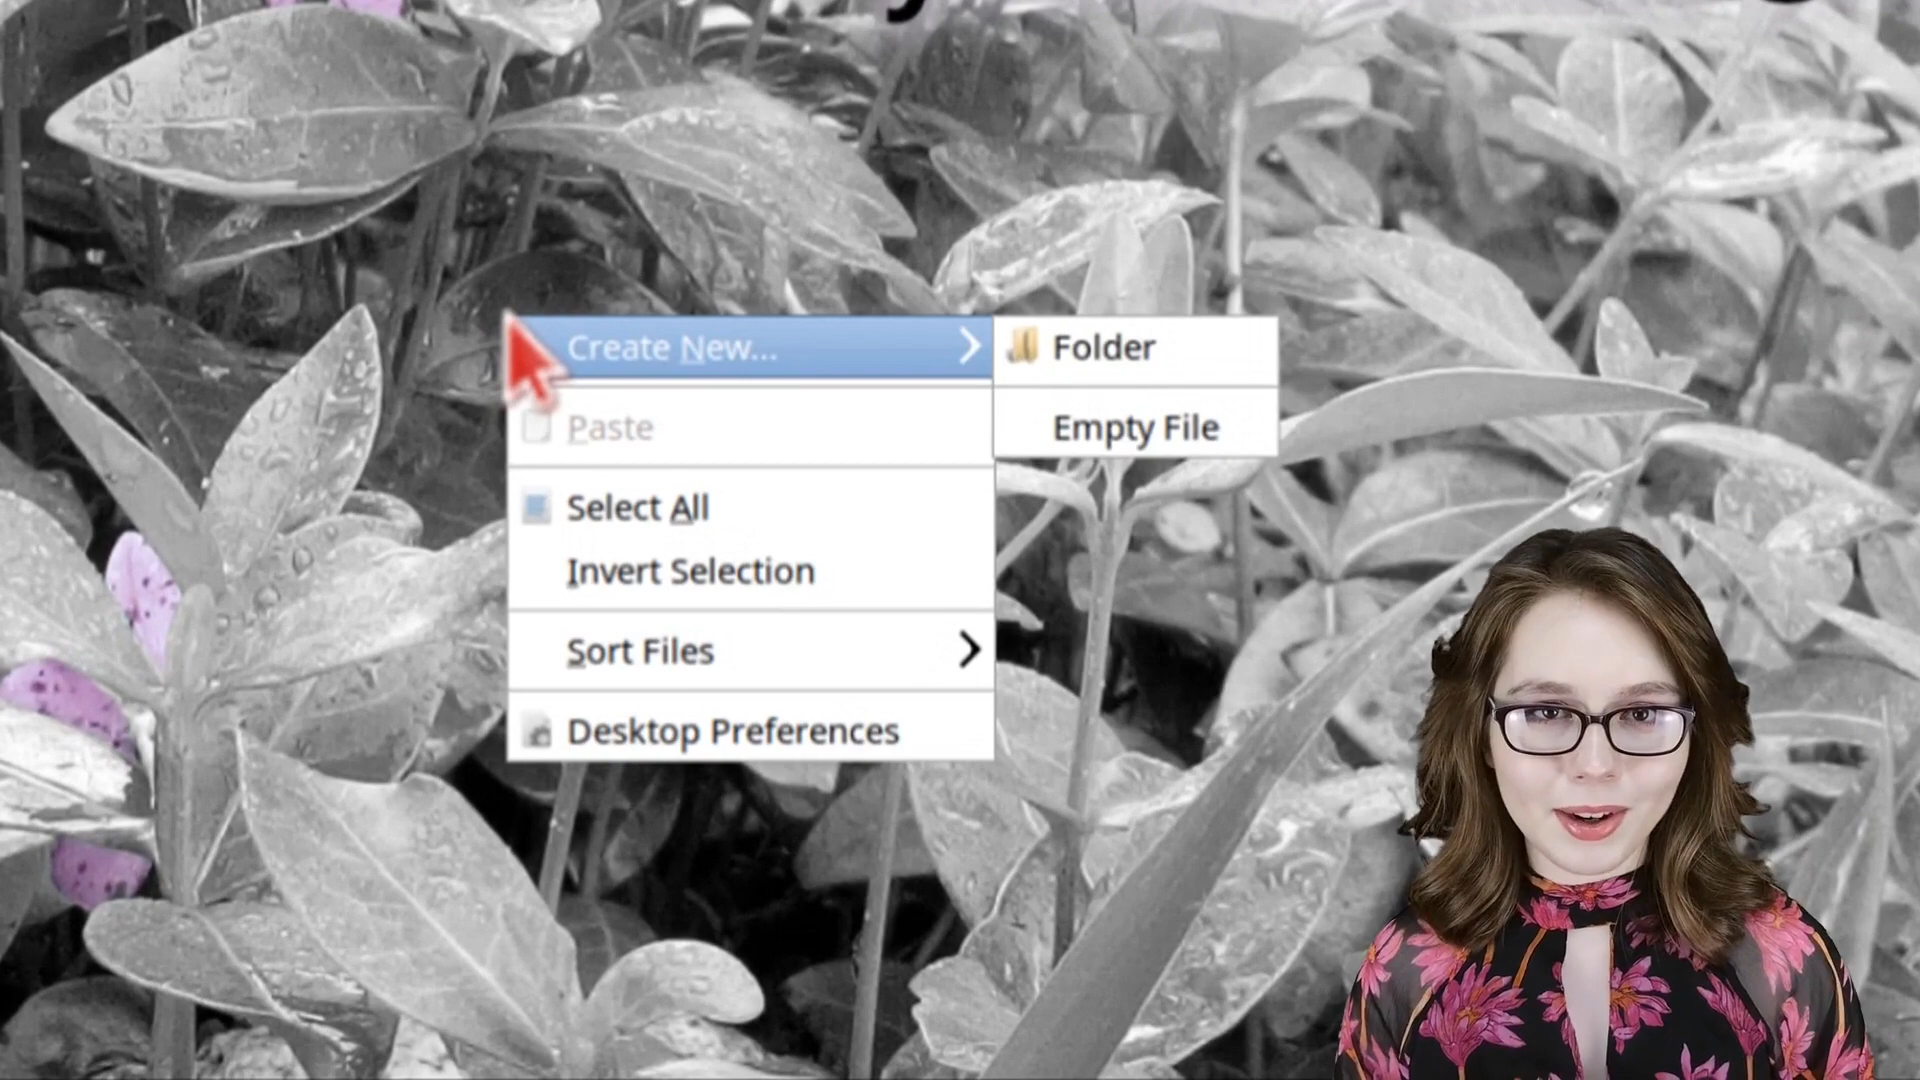 Create New...
Folder
Empty File
Paste
Select All
Invert Selection
Sort Files
Desktop Preferences